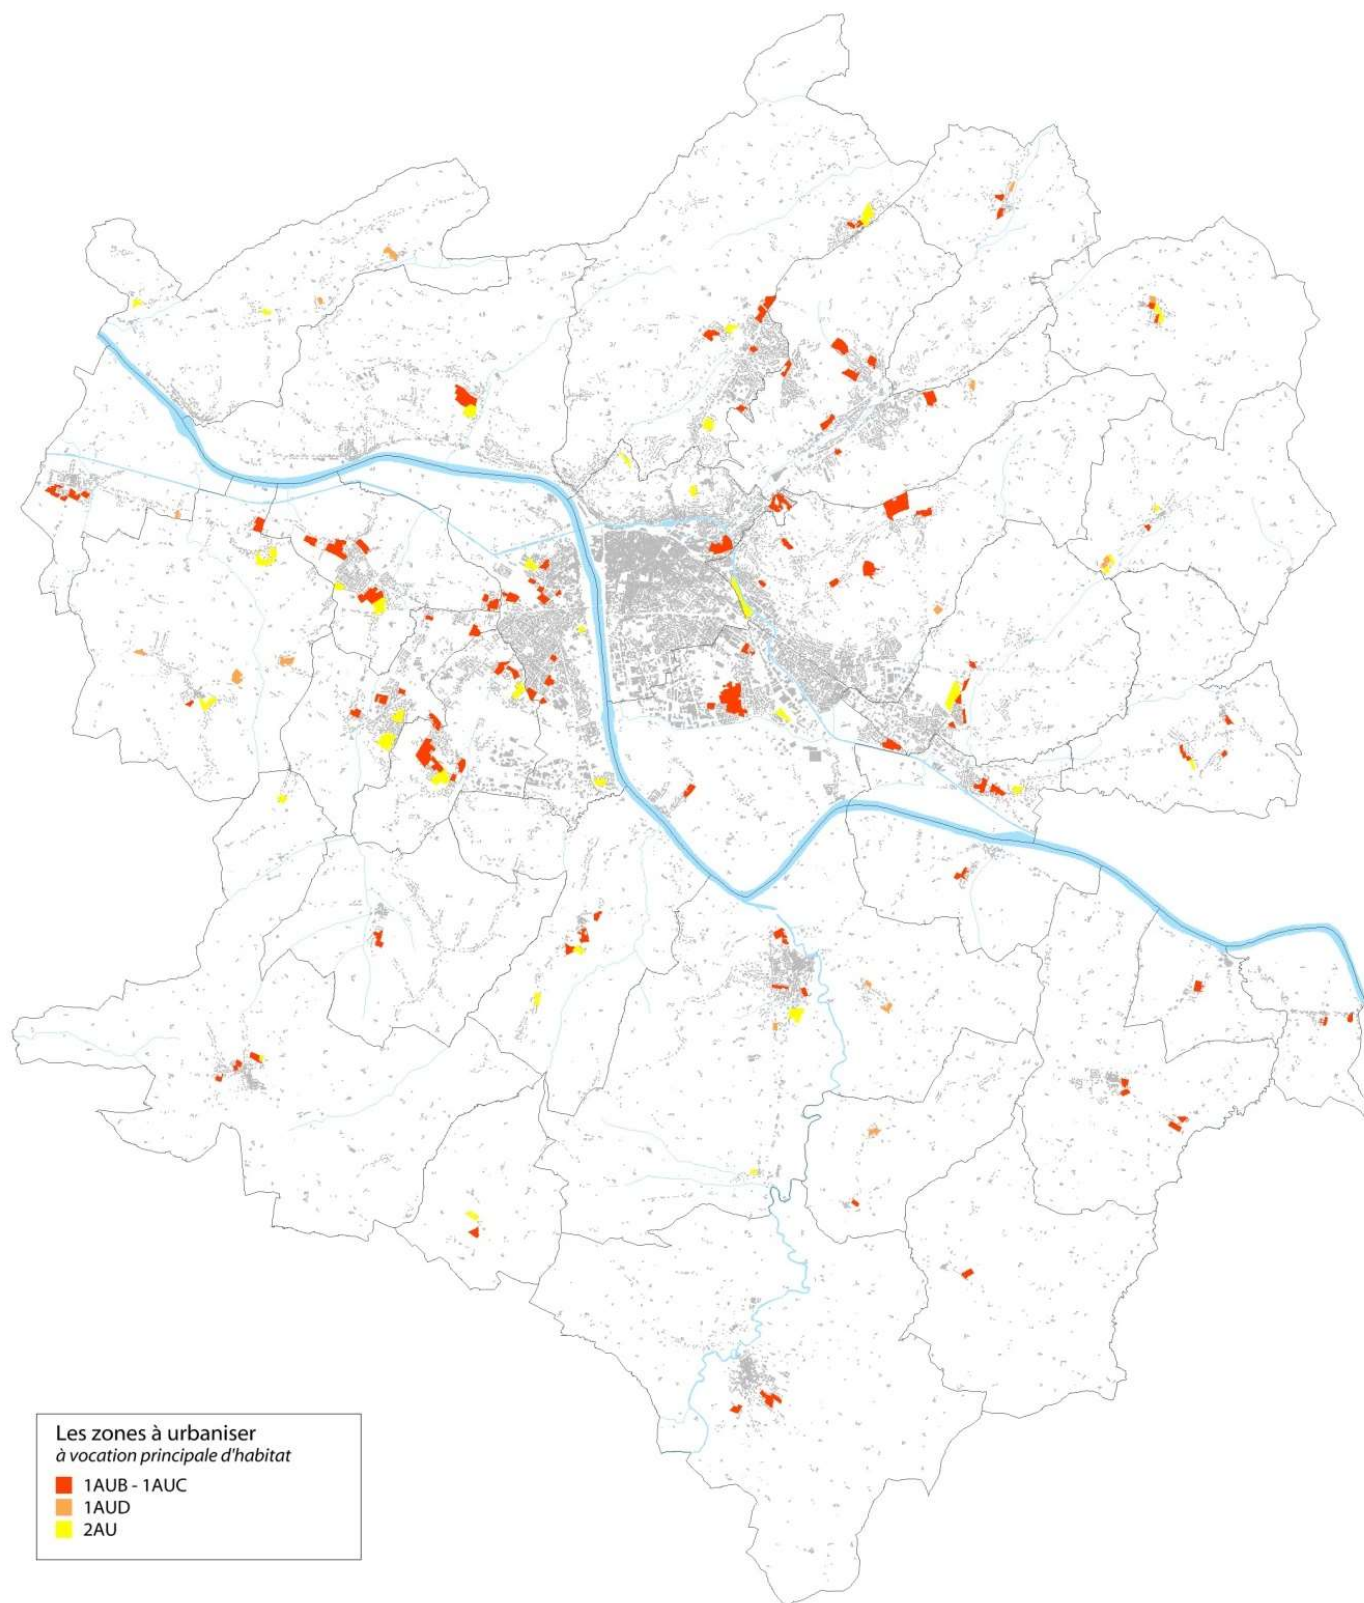 Les zones à urbaniser
à vocation principale d'habitat
1AUB - 1AUC
1AUD
2AU